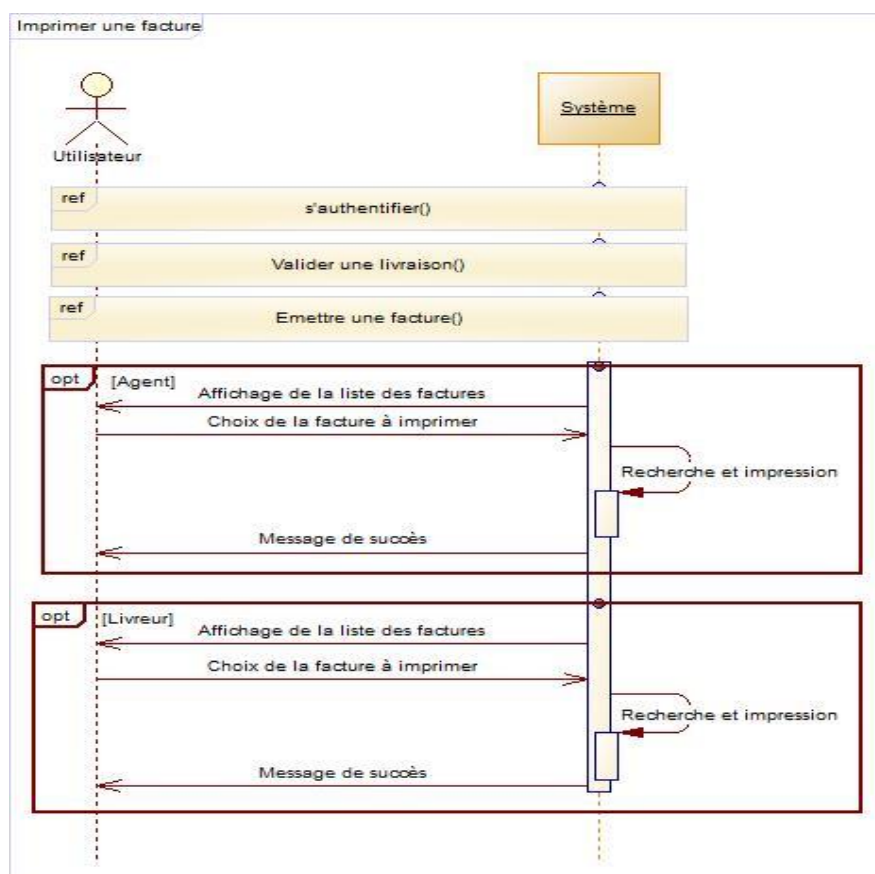 Imprimer une facture
Système
Utilisateur
ref
s'authentifier()
ref
Valider une livraison()
ref
Emettre une facture()
opt
[Agent]
Affichage de la liste des factures
Choix de la facture à imprimer
Recherche et impression
Message de succès
opt
[Livreur]
Affichage de la liste des factures
Choix de la facture à imprimer
Recherche et impression
Message de succès